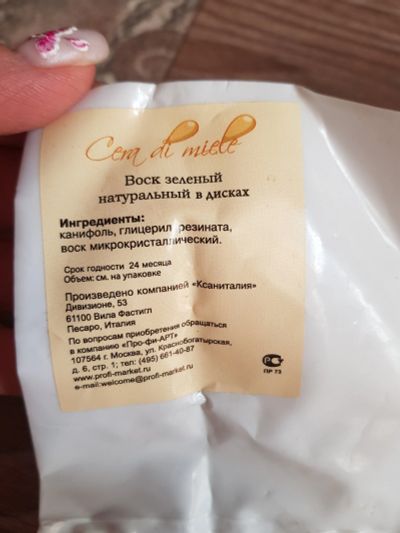 Cera di miele
Воск зеленый
натуральный в дисках
Ингредиенты:
канифоль, глицерил резината,
воск микрокристаллический.
Срок годности 24 месяца
Объем: см. на упаковке
Произведено компанией «Ксаниталия»
Дивизионе, 53
61100 Вила Фастигл
Песаро, Италия
По вопросам приобретения обращаться
в компанию «Про-фи-АРТ»
107564 г. Москва, ул. Краснобогатырская,
д. 6, стр. 1; тел: (495) 661-40-87
www.profi-market.ru
e-mail:welcome@profi-market.ru
ПР 73